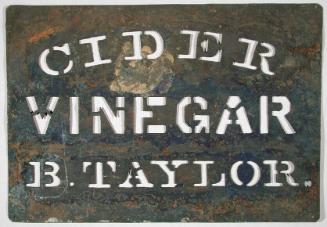 CIDER
VINEGAR
B. TAYLOR.